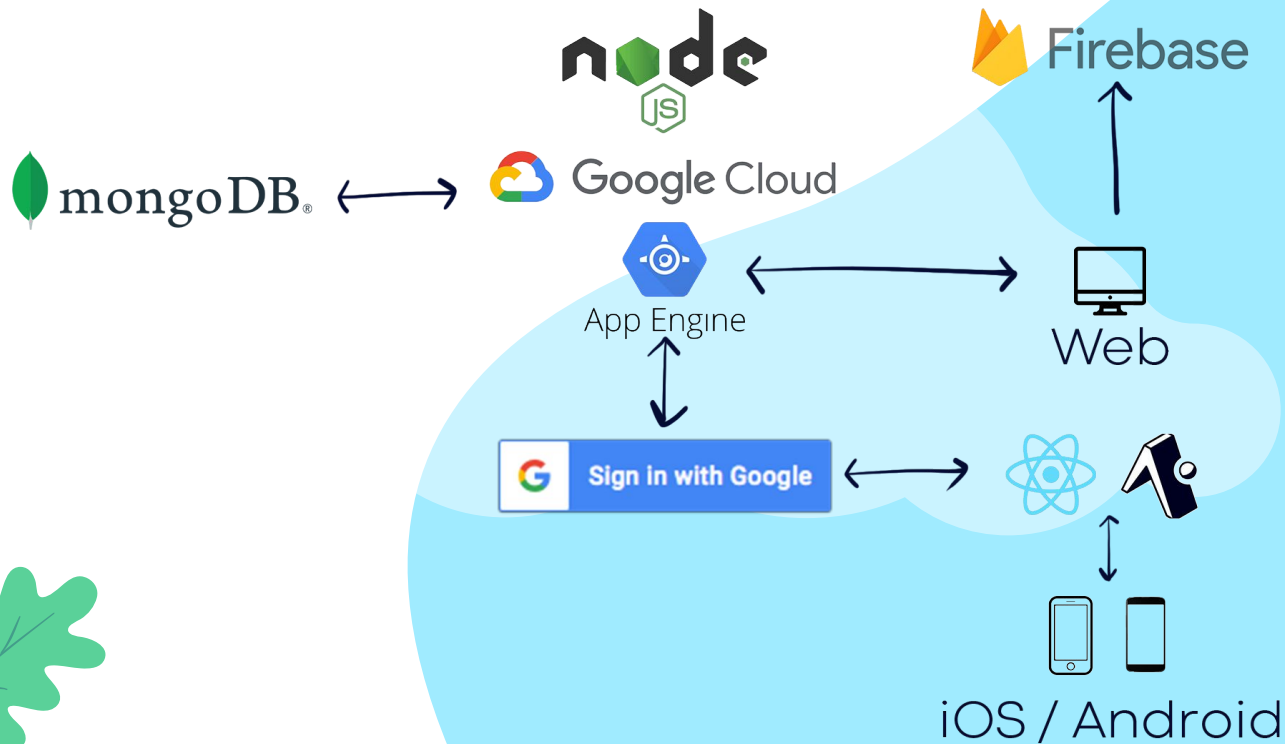 node
JS
Firebase
mongoDB®
Google Cloud
App Engine
Web
G Sign in with Google
iOS / Android